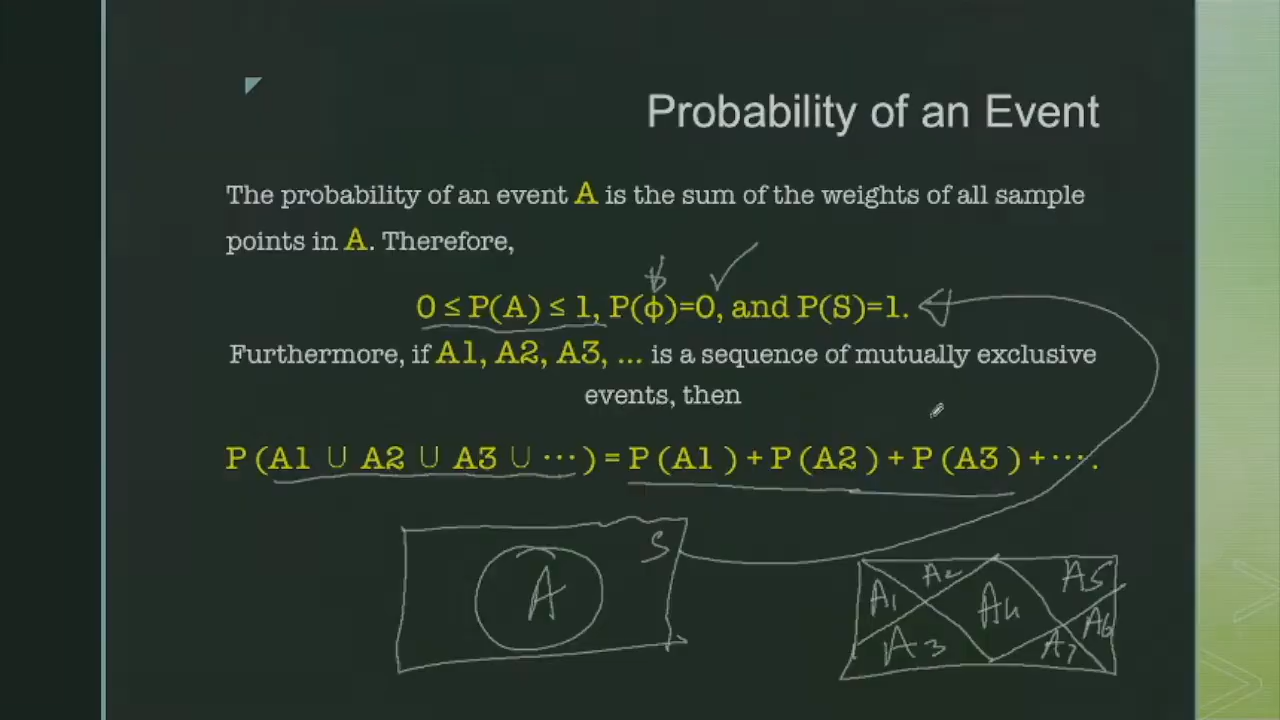 Probability of an Event
The probability of an event A is the sum of the weights of all sample
points in A. Therefore,
0 ≤ P(A) ≤ 1, P(ϕ)=0, and P(S)=1.
Furthermore, if A1, A2, A3, ... is a sequence of mutually exclusive
events, then
P (A1 ∪ A2 ∪ A3 ∪ ⋯ ) = P (A1 ) + P (A2 ) + P (A3 ) + ⋯.
S
A
A1
A2
A3
A4
A5
A6
A7